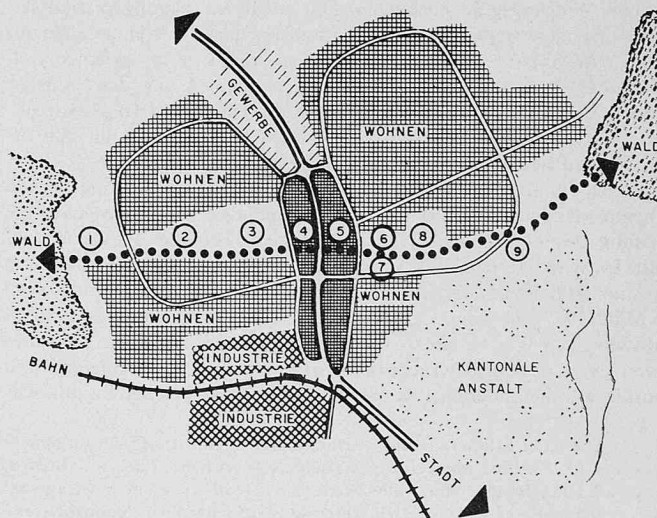 GEWERBE
WOHNEN
WALD
WOHNEN
WALD
1
2
3
4
5
6
8
7
9
WOHNEN
WOHNEN
BAHN
INDUSTRIE
KANTONALE
ANSTALT
INDUSTRIE
STADT